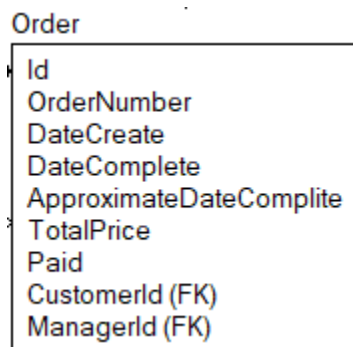 Order
Id
OrderNumber
DateCreate
DateComplete
ApproximateDateComplite
TotalPrice
Paid
CustomerId (FK)
ManagerId (FK)